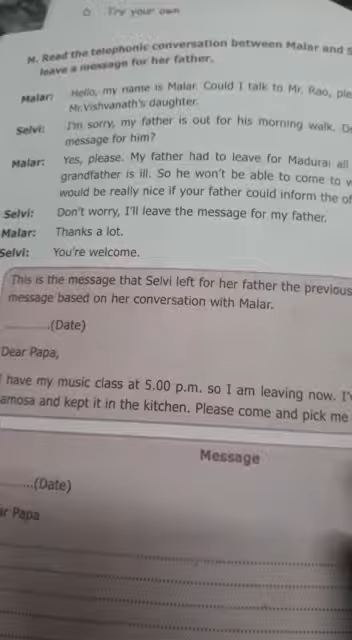 Try your own
M. Read the telephonic conversation between Malar and S
leave a message for her father.
Malar: Hello, my name is Malar. Could I talk to Mr. Rao, ple
Mr.Vishvanath's daughter.
Selvi: I'm sorry, my father is out for his morning walk. D
message for him?
Malar: Yes, please. My father had to leave for Madurai all
grandfather is ill. So he won't be able to come to w
would be really nice if your father could inform the of
Selvi: Don't worry, I'll leave the message for my father.
Malar: Thanks a lot.
Selvi: You're welcome.
This is the message that Selvi left for her father the previous
message based on her conversation with Malar.
..........(Date)
Dear Papa,
I have my music class at 5.00 p.m. so I am leaving now. I'
amosa and kept it in the kitchen. Please come and pick me
Message
...(Date)
ar Papa